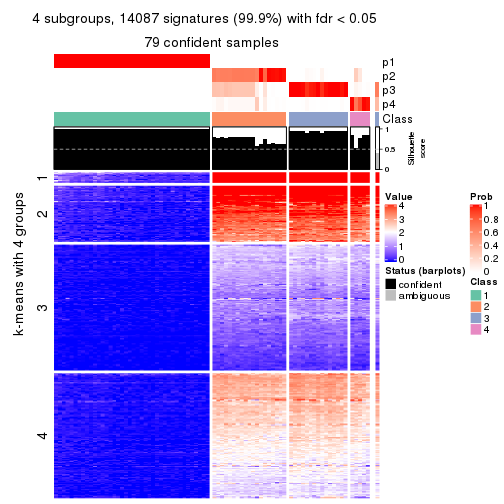 4 subgroups, 14087 signatures (99.9%) with fdr < 0.05
79 confident samples
p1
p2
p3
p4
Class
1
0.5
0
Silhouette
score
k-means with 4 groups
1
2
3
4
Value
4
3
2
1
0
Prob
1
0.8
0.6
0.4
0.2
0
Status (barplots)
confident
ambiguous
Class
1
2
3
4